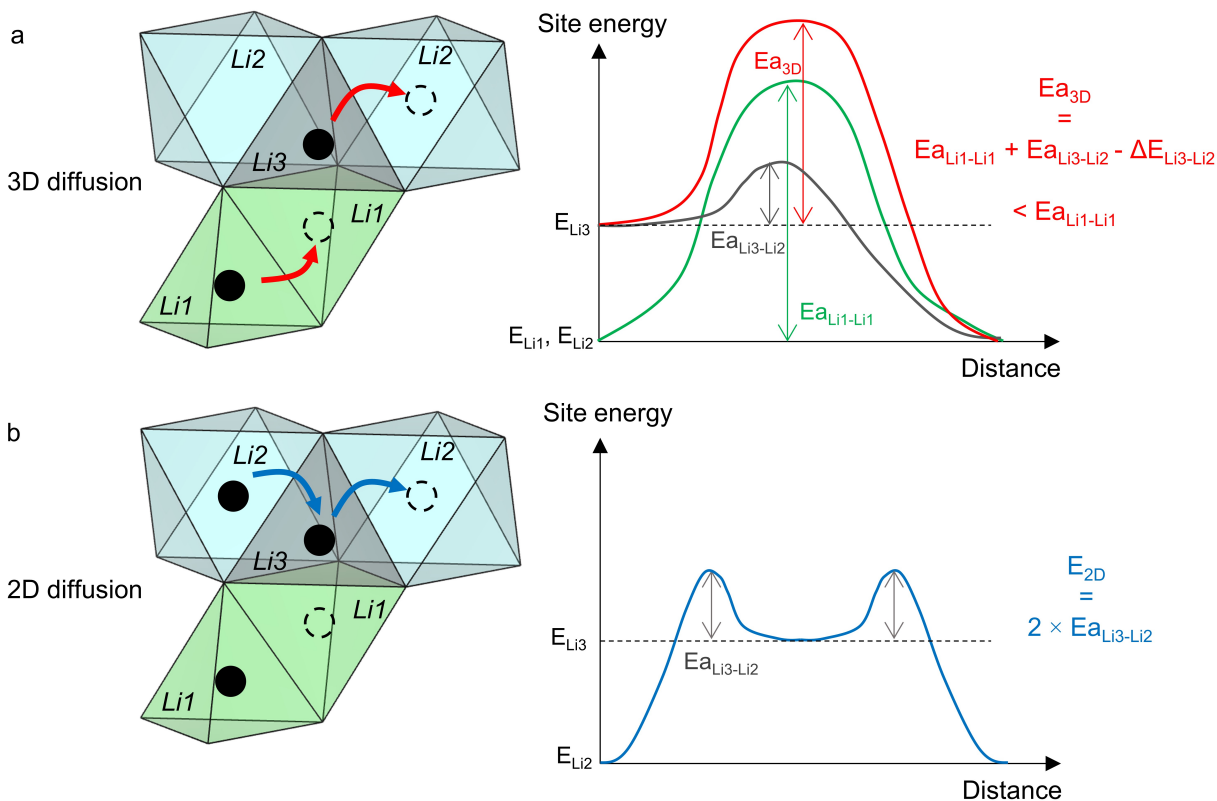 a
Li2
Li2
Li3
Li1
Li1
3D diffusion
Site energy
Ea3D
ELi3
EaLi3-Li2
EaLi1-Li1
ELi1, ELi2
Distance
Ea3D
=
EaLi1-Li1 + EaLi3-Li2 - ΔELi3-Li2
< EaLi1-Li1
b
Li2
Li2
Li3
Li1
Li1
2D diffusion
Site energy
ELi3
EaLi3-Li2
ELi2
Distance
E2D
=
2 × EaLi3-Li2